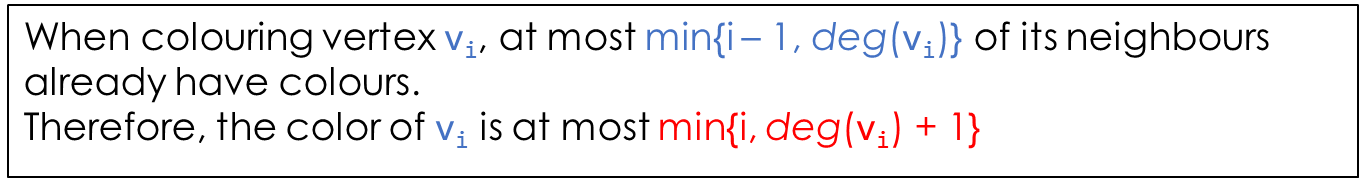 When colouring vertex vᵢ, at most min{i – 1, deg(vᵢ)} of its neighbours
already have colours.
Therefore, the color of vᵢ is at most min{i, deg(vᵢ) + 1}